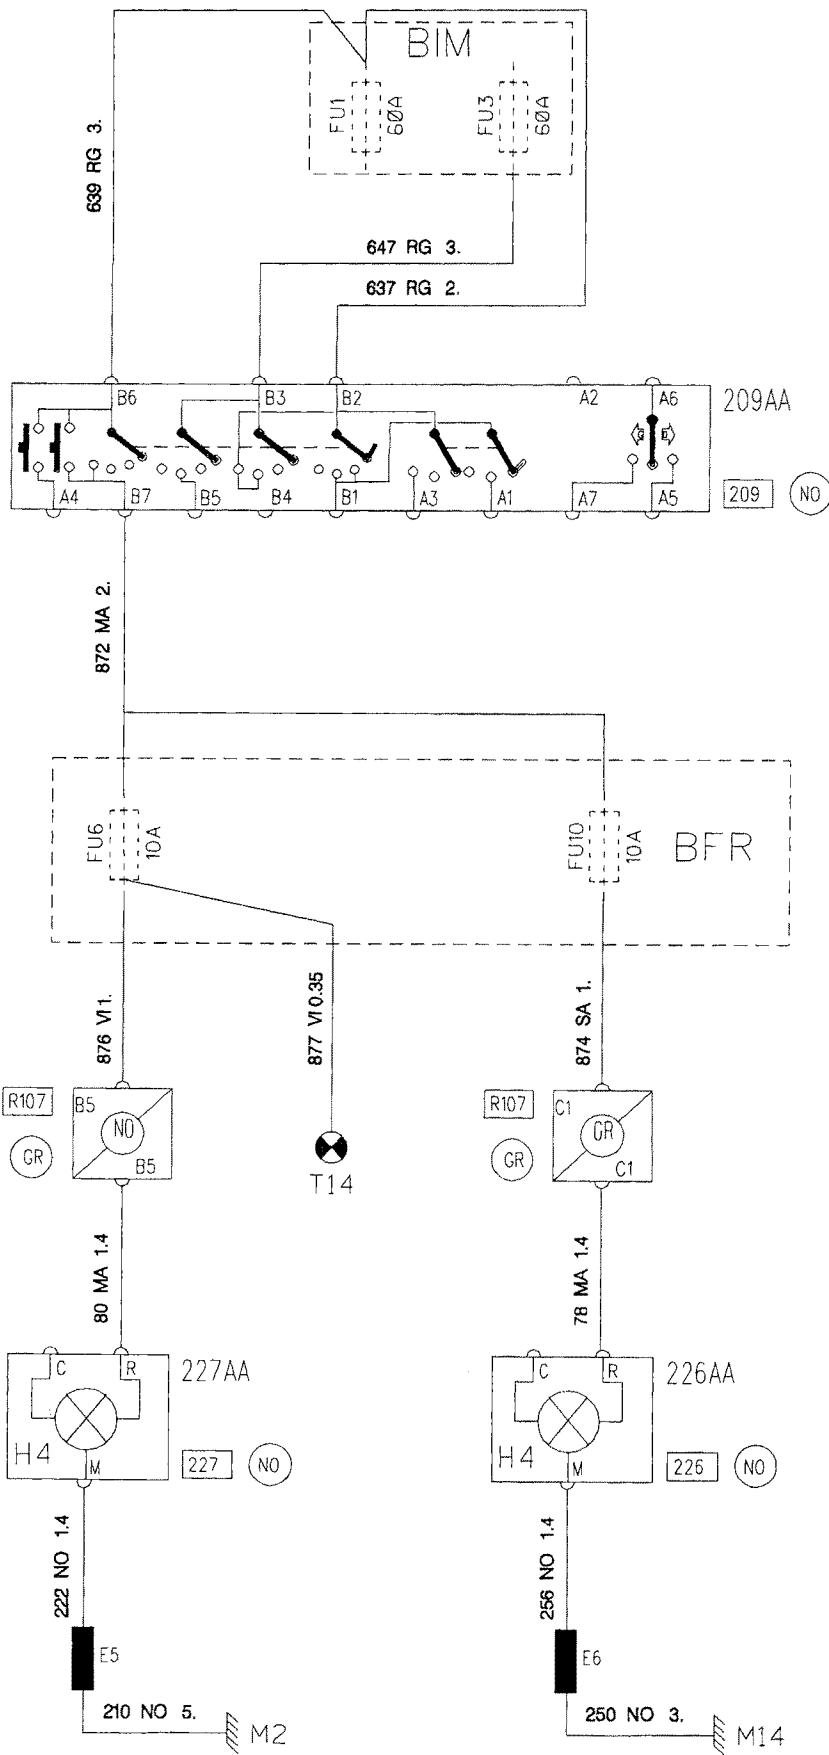 BIM
FU1
60A
FU3
60A
639 RG 3.
647 RG 3.
637 RG 2.
B6
B3
B2
A2
A6
209AA
A4
B7
B5
B4
B1
A3
A1
A7
A5
209
NO
872 MA 2.
FU6
10A
FU10
10A
BFR
876 VI 1.
877 VI 0.35
874 SA 1.
R107
B5
NO
GR
B5
T14
R107
C1
GR
GR
C1
80 MA 1.4
78 MA 1.4
C
R
227AA
H4
M
227
NO
C
R
226AA
H4
M
226
NO
222 NO 1.4
256 NO 1.4
E5
E6
210 NO 5.
M2
250 NO 3.
M14